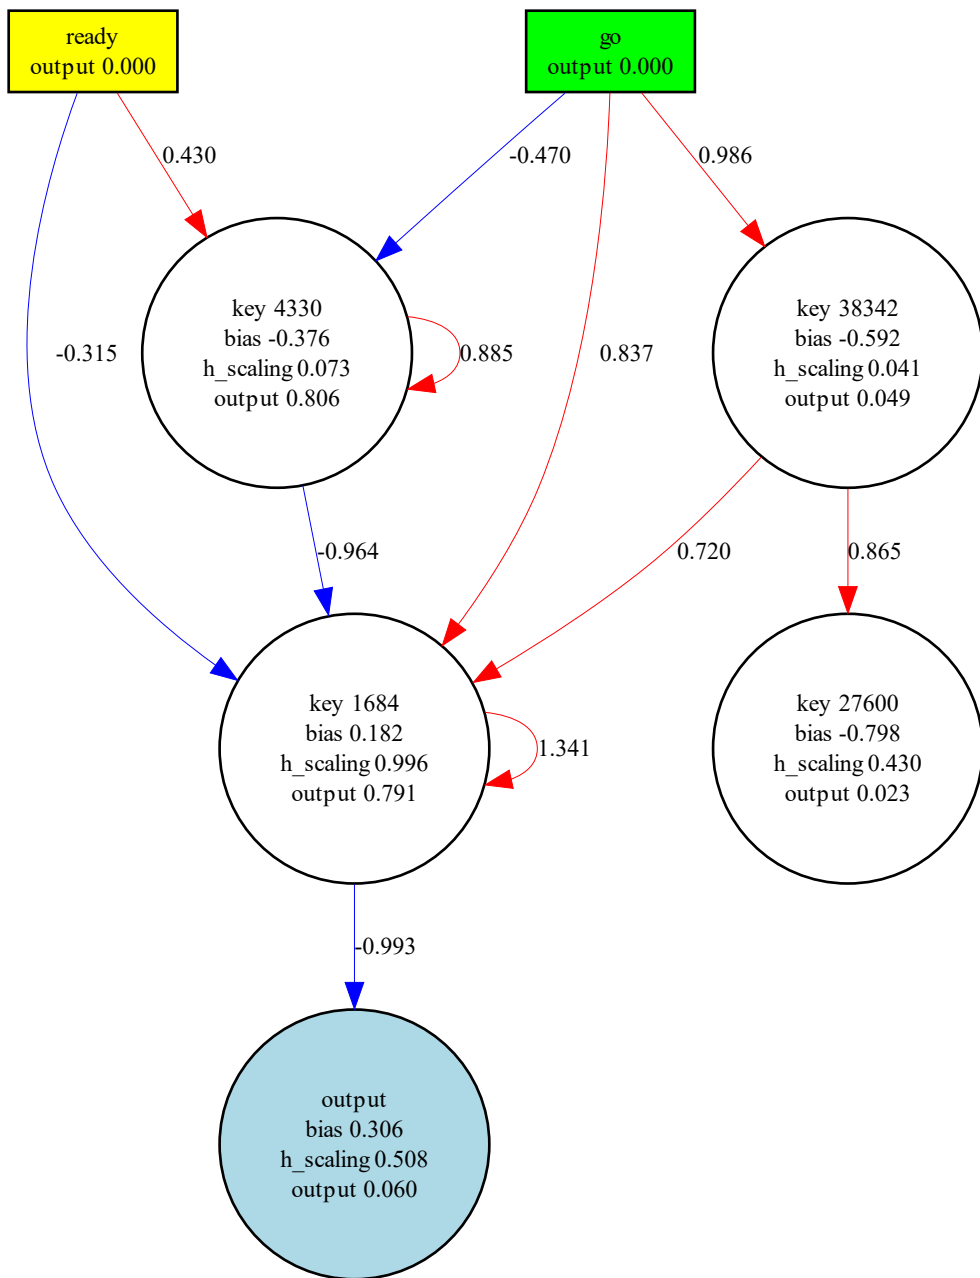 ready
output 0.000
go
output 0.000
0.430
-0.470
0.986
key 4330
bias -0.376
h_scaling 0.073
output 0.806
key 38342
bias -0.592
h_scaling 0.041
output 0.049
-0.315
0.885
0.837
-0.964
0.720
0.865
key 1684
bias 0.182
h_scaling 0.996
output 0.791
1.341
key 27600
bias -0.798
h_scaling 0.430
output 0.023
-0.993
output
bias 0.306
h_scaling 0.508
output 0.060